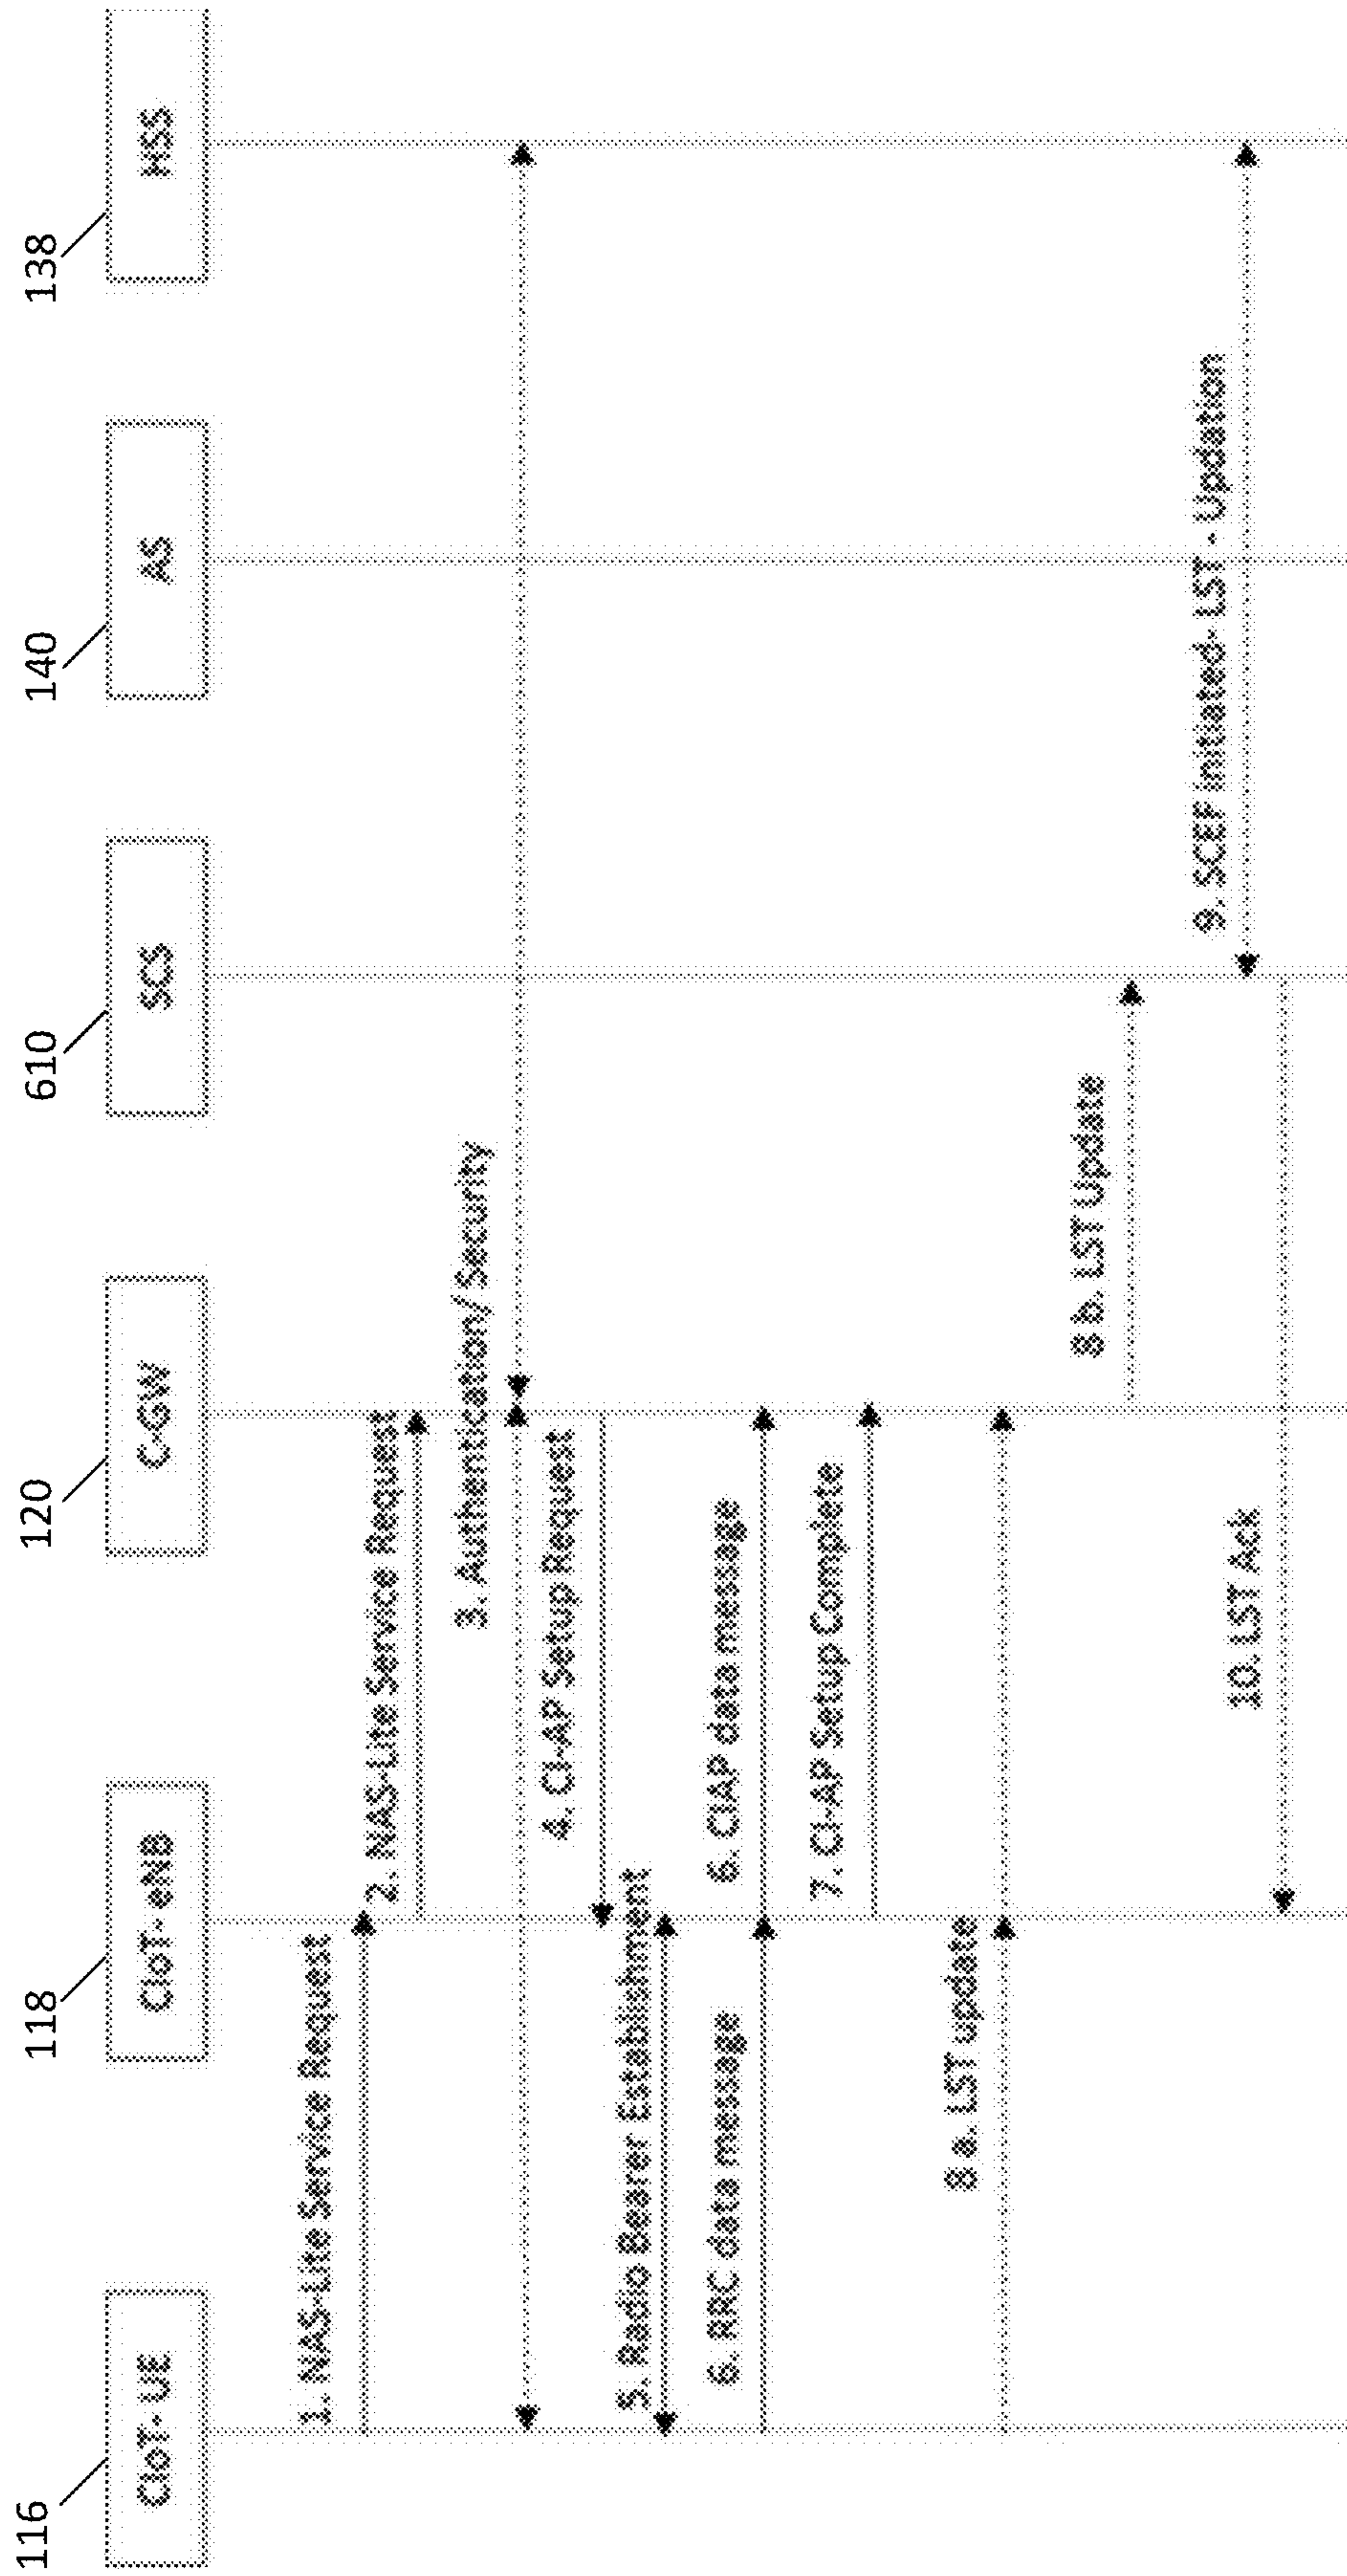 116
118
120
610
140
138
CIoT- UE
CIoT- eNB
C-GW
SCS
AS
HSS
1. NAS-Lite Service Request
2. NAS-Lite Service Request
3. Authentication/ Security
4. CI-AP Setup Request
5. Radio Bearer Establishment
6. RRC data message
6. CIAP data message
7. CI-AP Setup Complete
8 a. LST update
8 b. LST Update
9. SCEF initiated- LST - Updation
10. LST Ack